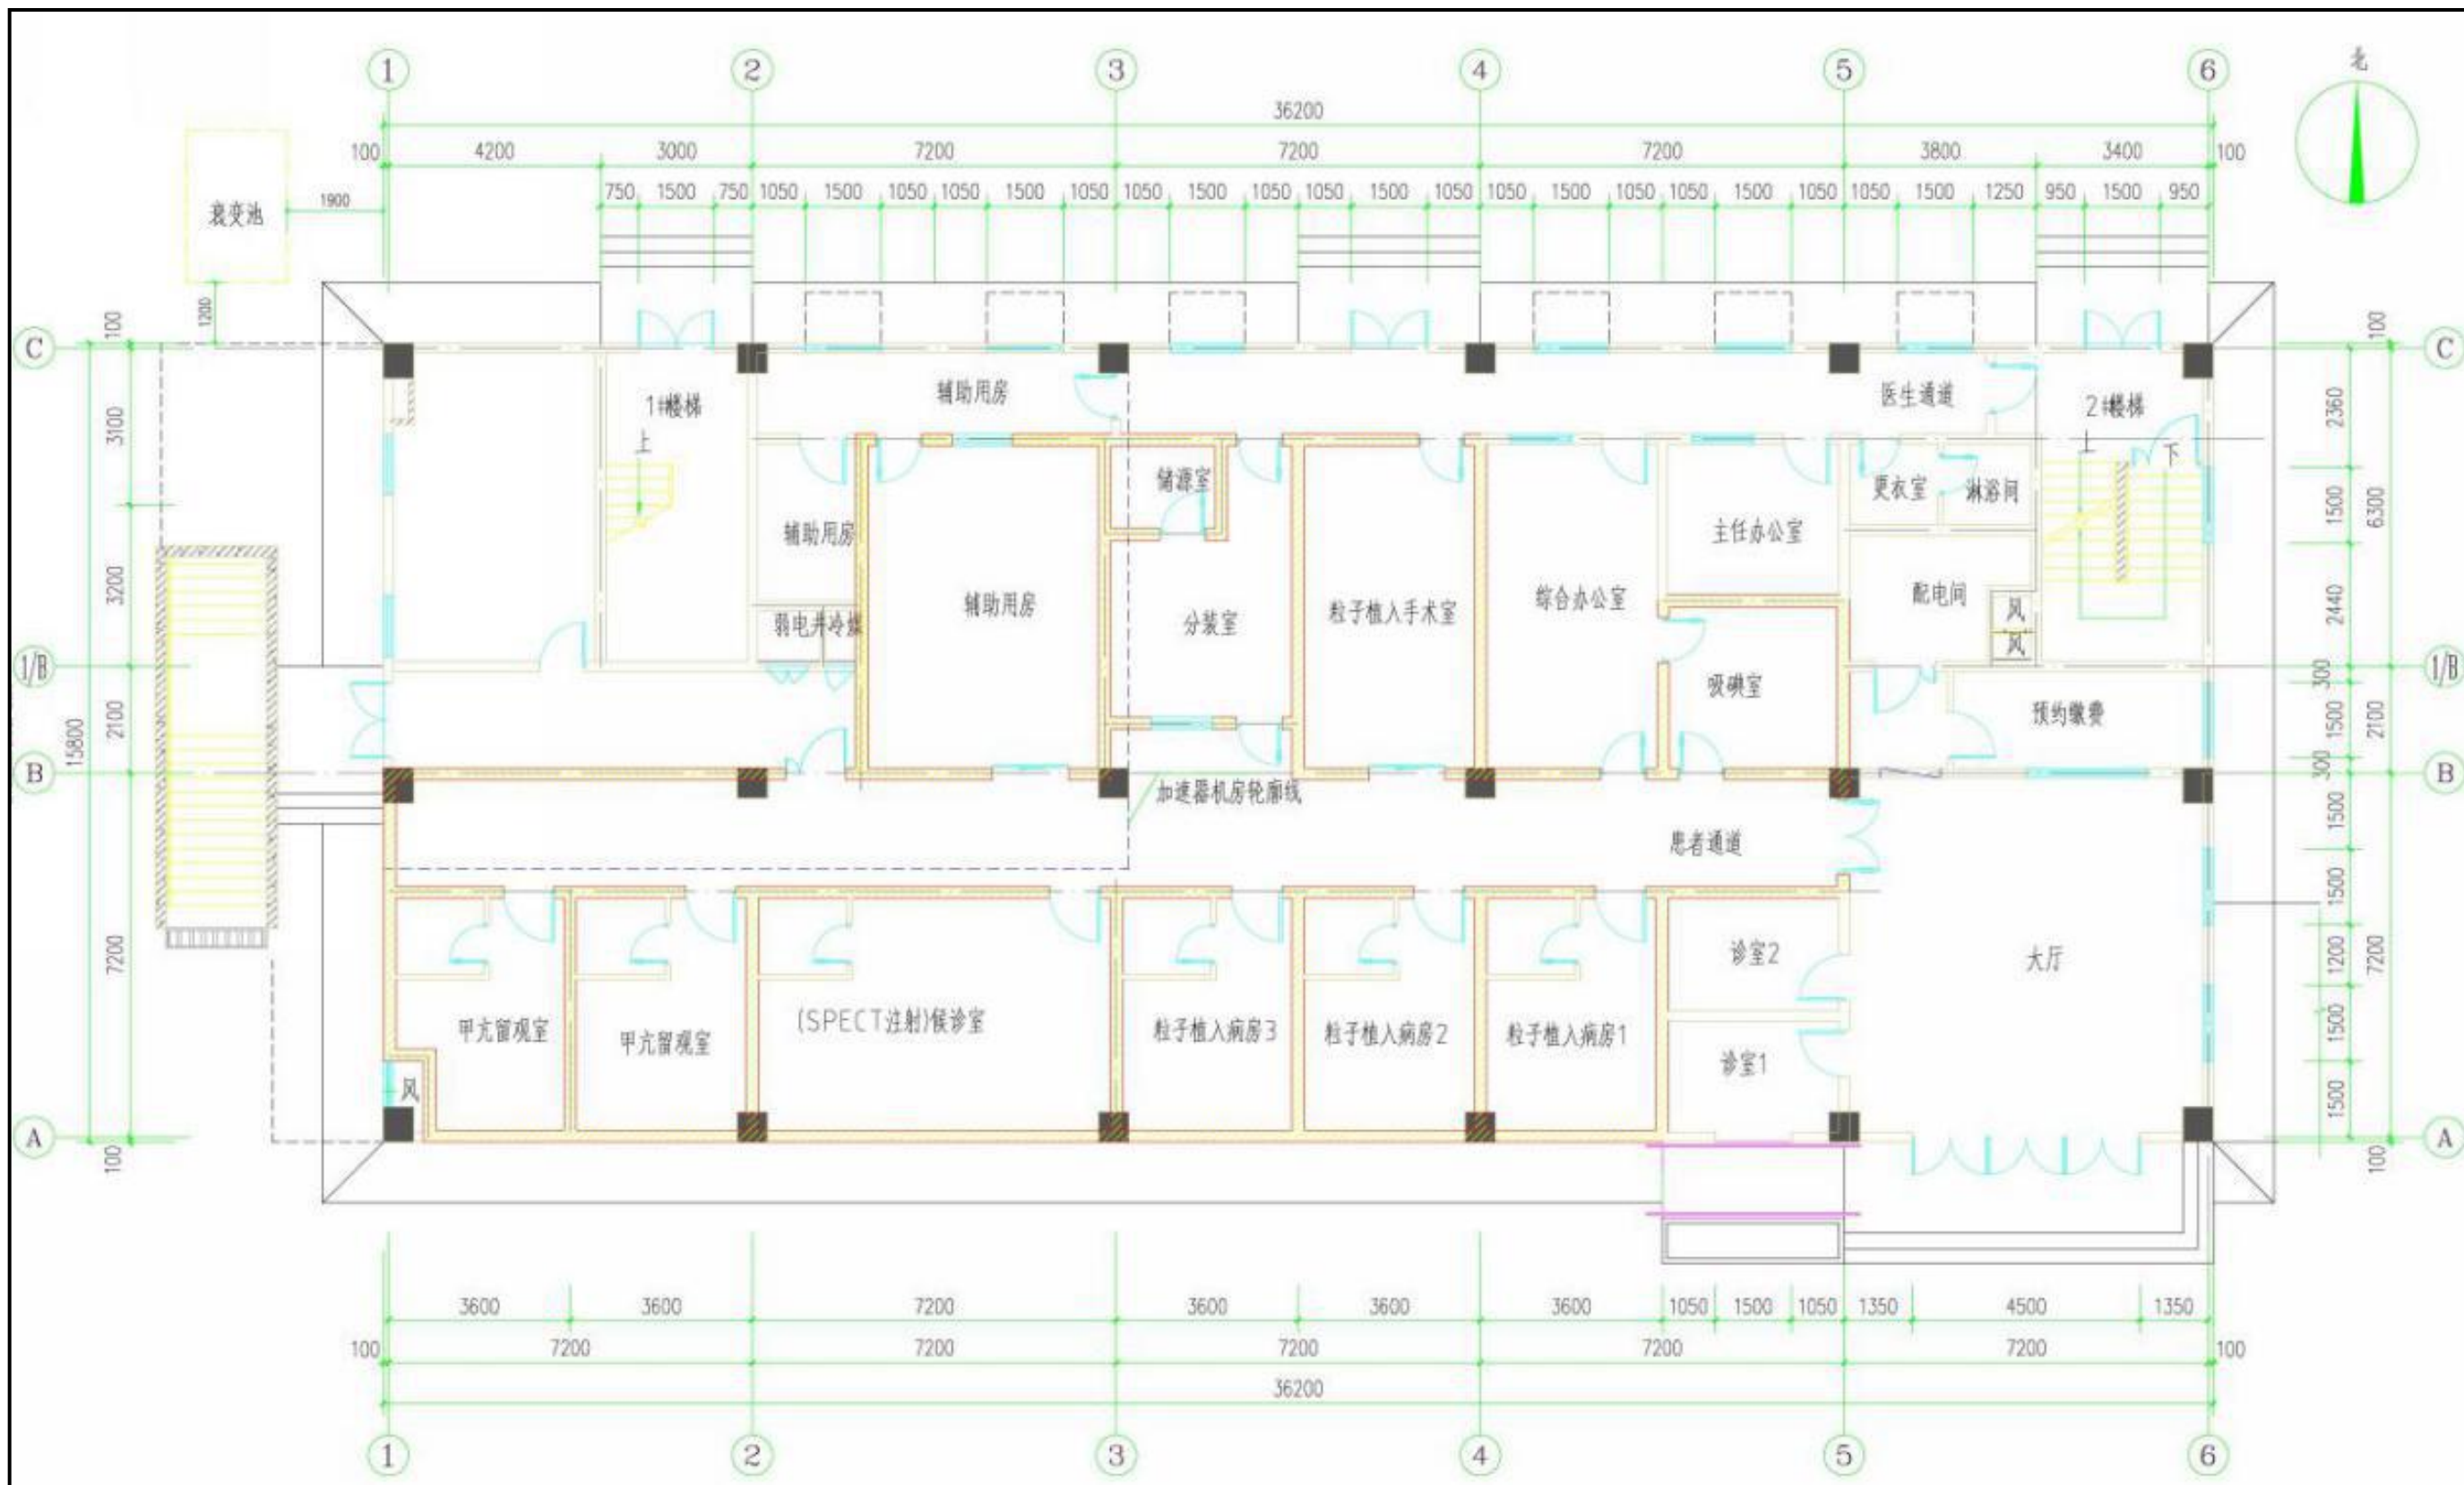 1 2 3 4 5 6
北
36200
100 4200 3000 7200 7200 7200 3800 3400 100
750 1500 750 1050 1500 1050 1050 1500 1050 1050 1500 1050 1050 1500 1050 1050 1500 1050 1050 1500 1050 1050 1500 1250 950 1500 950
衰变池
1900
1200
C
100
C
100
1#楼梯
上
辅助用房
医生通道
2#楼梯
上
下
3100
2360
储源室
更衣室
淋浴间
1500
6300
辅助用房
主任办公室
3200
辅助用房
分装室
粒子植入手术室
综合办公室
配电间
风
风
2440
弱电井
冷媒
1/B
1/B
吸碘室
预约缴费
300
1500
300
2100
2100
15800
B
B
加速器机房轮廓线
患者通道
1500
1500
诊室2
大厅
1200
7200
7200
甲亢留观室
甲亢留观室
(SPECT注射)候诊室
粒子植入病房3
粒子植入病房2
粒子植入病房1
诊室1
1500
1500
风
A
A
100
100
3600 3600 7200 3600 3600 3600 1050 1500 1050 1350 4500 1350
100 7200 7200 7200 7200 7200 100
36200
1 2 3 4 5 6